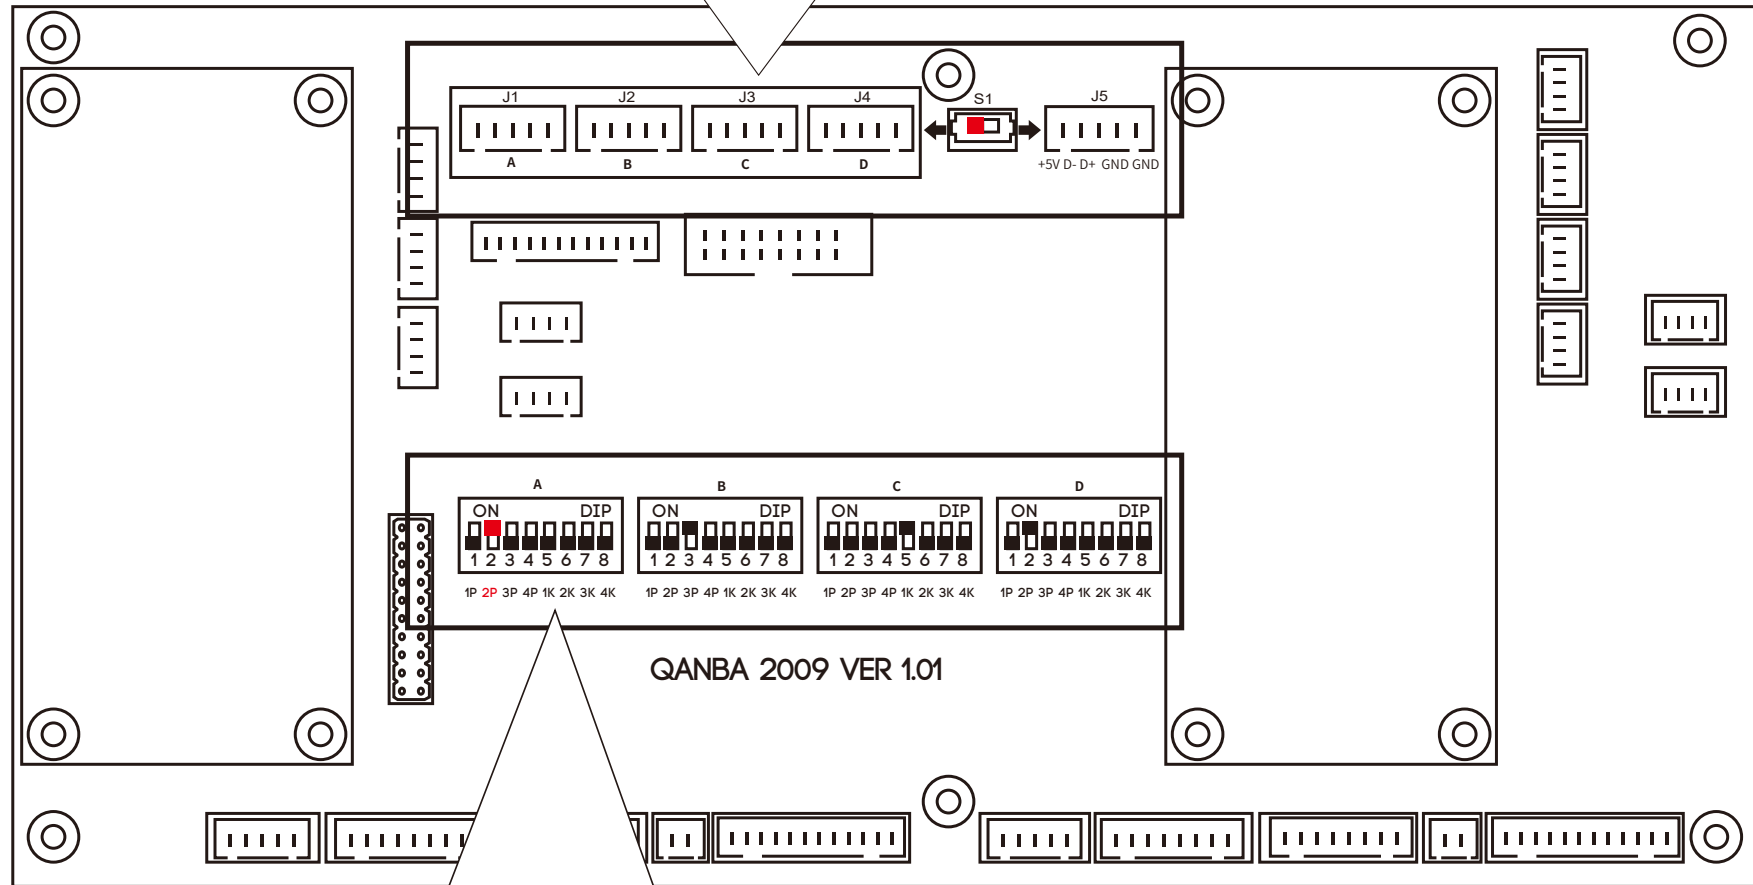 J1 J2 J3 J4 S1 J5
A B C D +5V D- D+ GND GND
A B C D
ON DIP ON DIP ON DIP ON DIP
1 2 3 4 5 6 7 8 1 2 3 4 5 6 7 8 1 2 3 4 5 6 7 8 1 2 3 4 5 6 7 8
1P 2P 3P 4P 1K 2K 3K 4K 1P 2P 3P 4P 1K 2K 3K 4K 1P 2P 3P 4P 1K 2K 3K 4K 1P 2P 3P 4P 1K 2K 3K 4K
QANBA 2009 VER 1.01